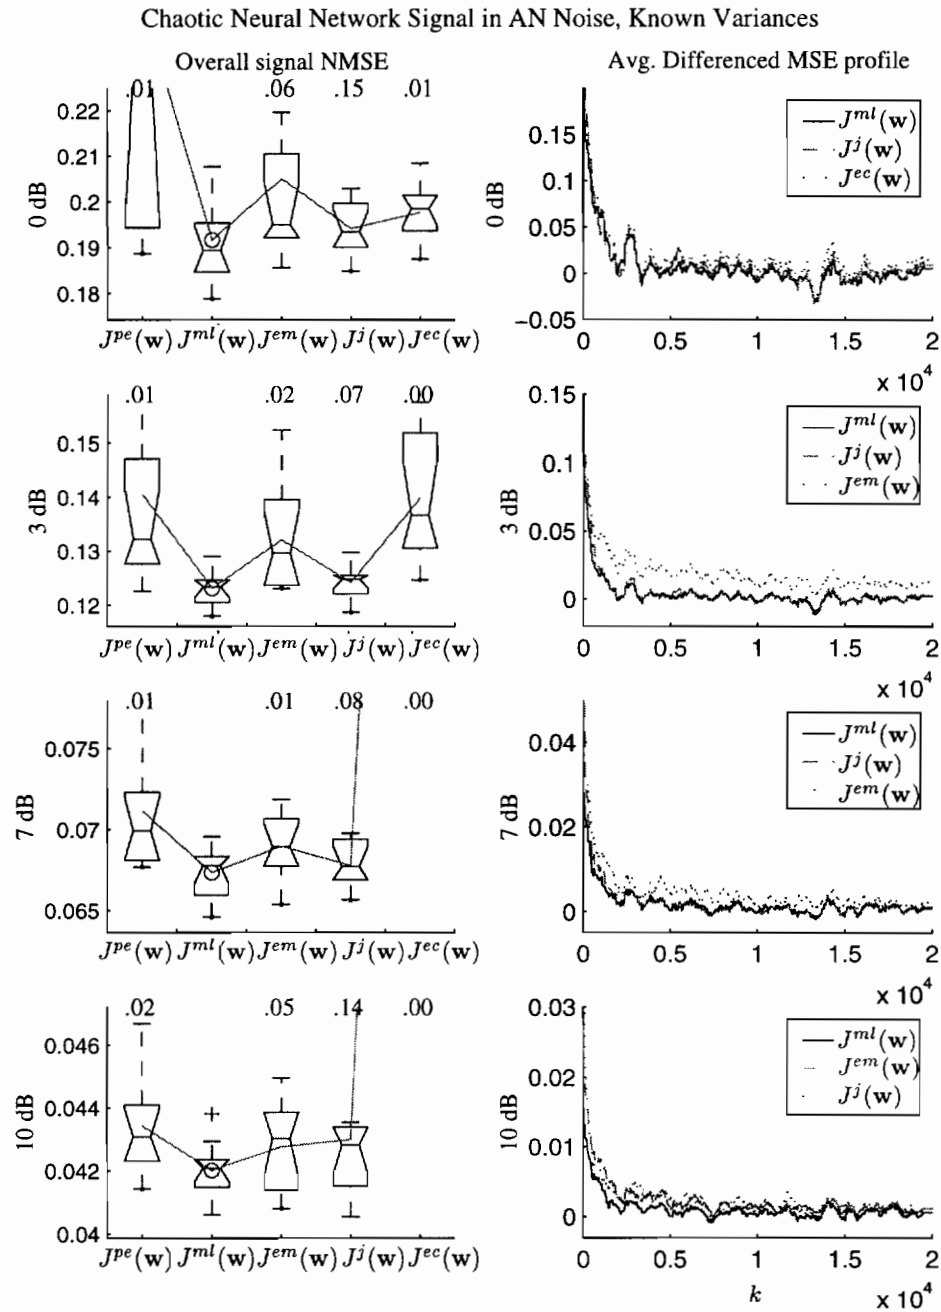 Chaotic Neural Network Signal in AN Noise, Known Variances
Overall signal NMSE
.01 .06 .15 .01
0.22
0.21
0.2
0.19
0.18
0 dB
J^{pe}(w) J^{ml}(w) J^{em}(w) J^{j}(w) J^{ec}(w)
Avg. Differenced MSE profile
0.15
0.1
0.05
0
−0.05
0 dB
J^{ml}(w)
J^{j}(w)
J^{ec}(w)
0 0.5 1 1.5 2
x 10^4
.01 .02 .07 .00
0.15
0.14
0.13
0.12
3 dB
J^{pe}(w) J^{ml}(w) J^{em}(w) J^{j}(w) J^{ec}(w)
0.15
0.1
0.05
0
3 dB
J^{ml}(w)
J^{j}(w)
J^{em}(w)
0 0.5 1 1.5 2
x 10^4
.01 .01 .08 .00
0.075
0.07
0.065
7 dB
J^{pe}(w) J^{ml}(w) J^{em}(w) J^{j}(w) J^{ec}(w)
0.04
0.02
0
7 dB
J^{ml}(w)
J^{j}(w)
J^{em}(w)
0 0.5 1 1.5 2
x 10^4
.02 .05 .14 .00
0.046
0.044
0.042
0.04
10 dB
J^{pe}(w) J^{ml}(w) J^{em}(w) J^{j}(w) J^{ec}(w)
0.03
0.02
0.01
0
10 dB
J^{ml}(w)
J^{em}(w)
J^{j}(w)
0 0.5 1 1.5 2
k
x 10^4